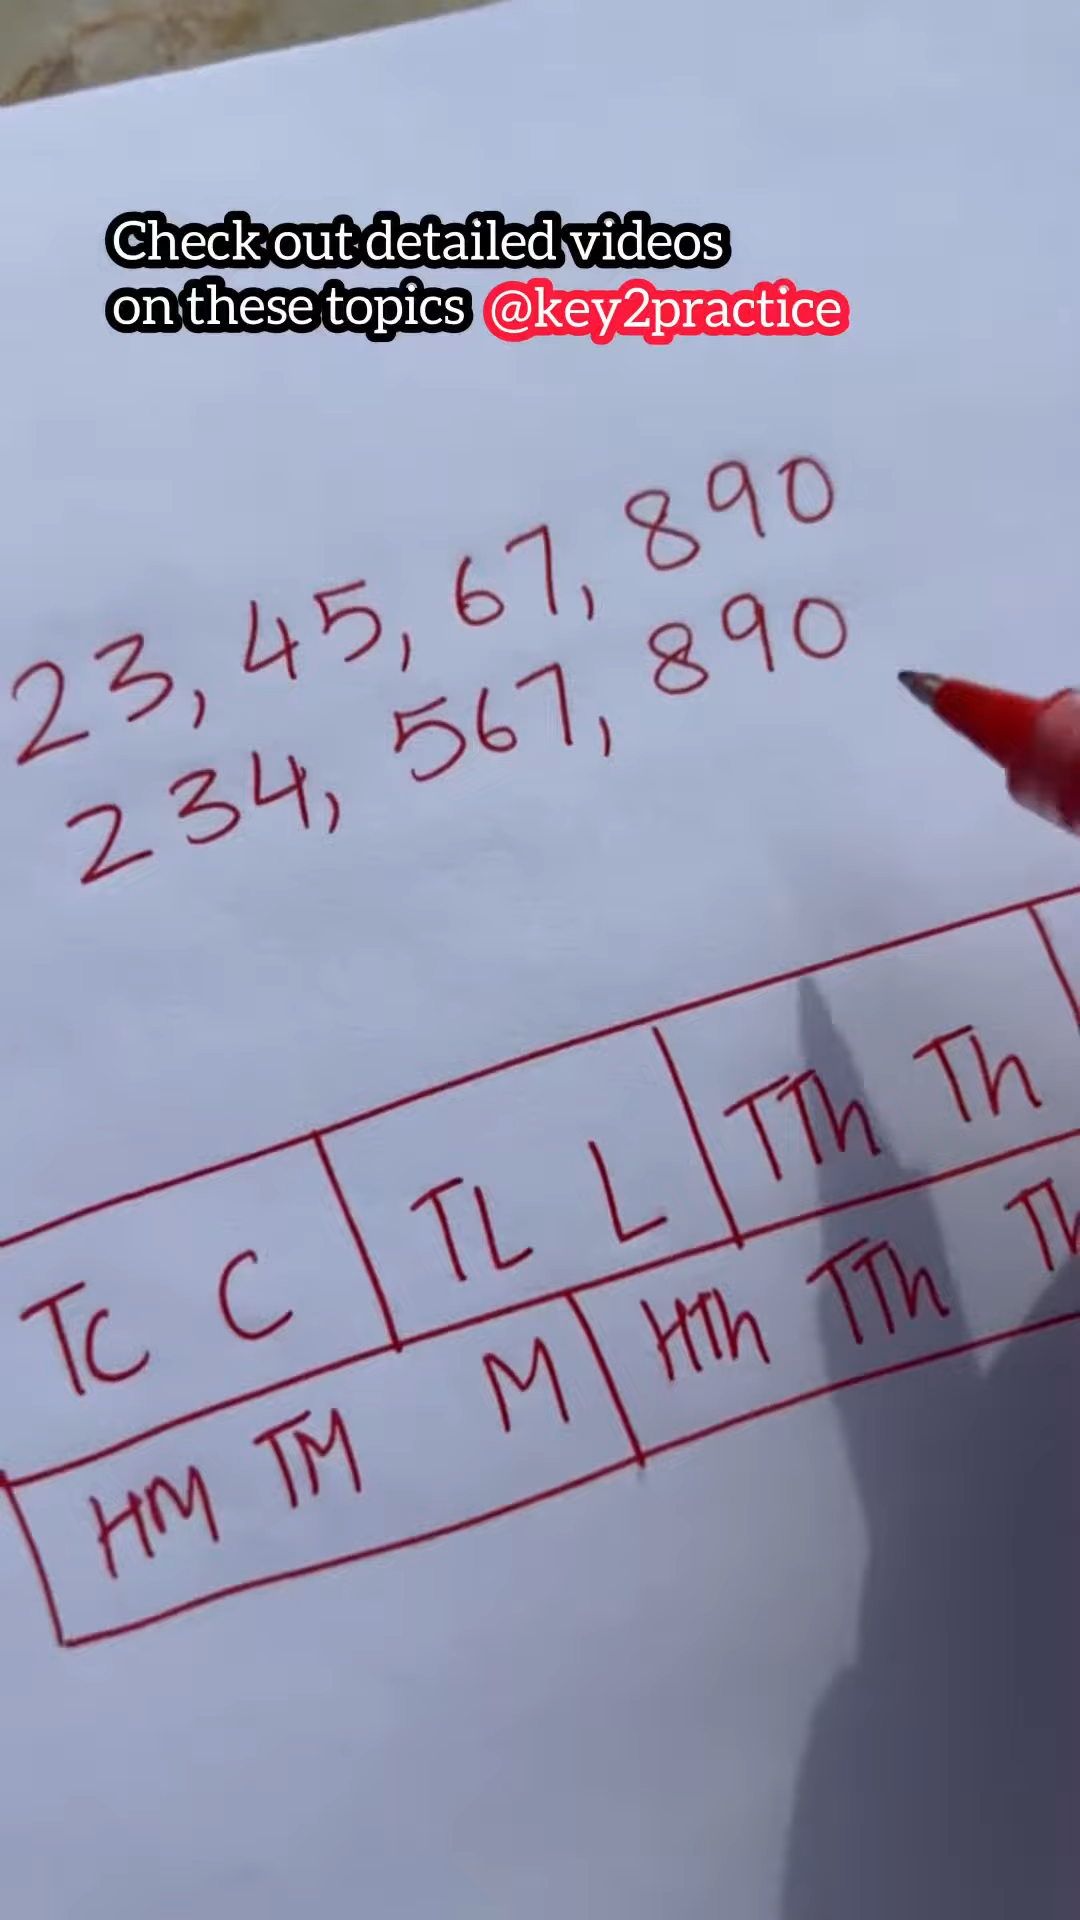 Check out detailed videos
on these topics @key2practice
23, 45, 67, 890
234, 567, 890
TC C TL L TTh Th
HM TM M HTh TTh Th